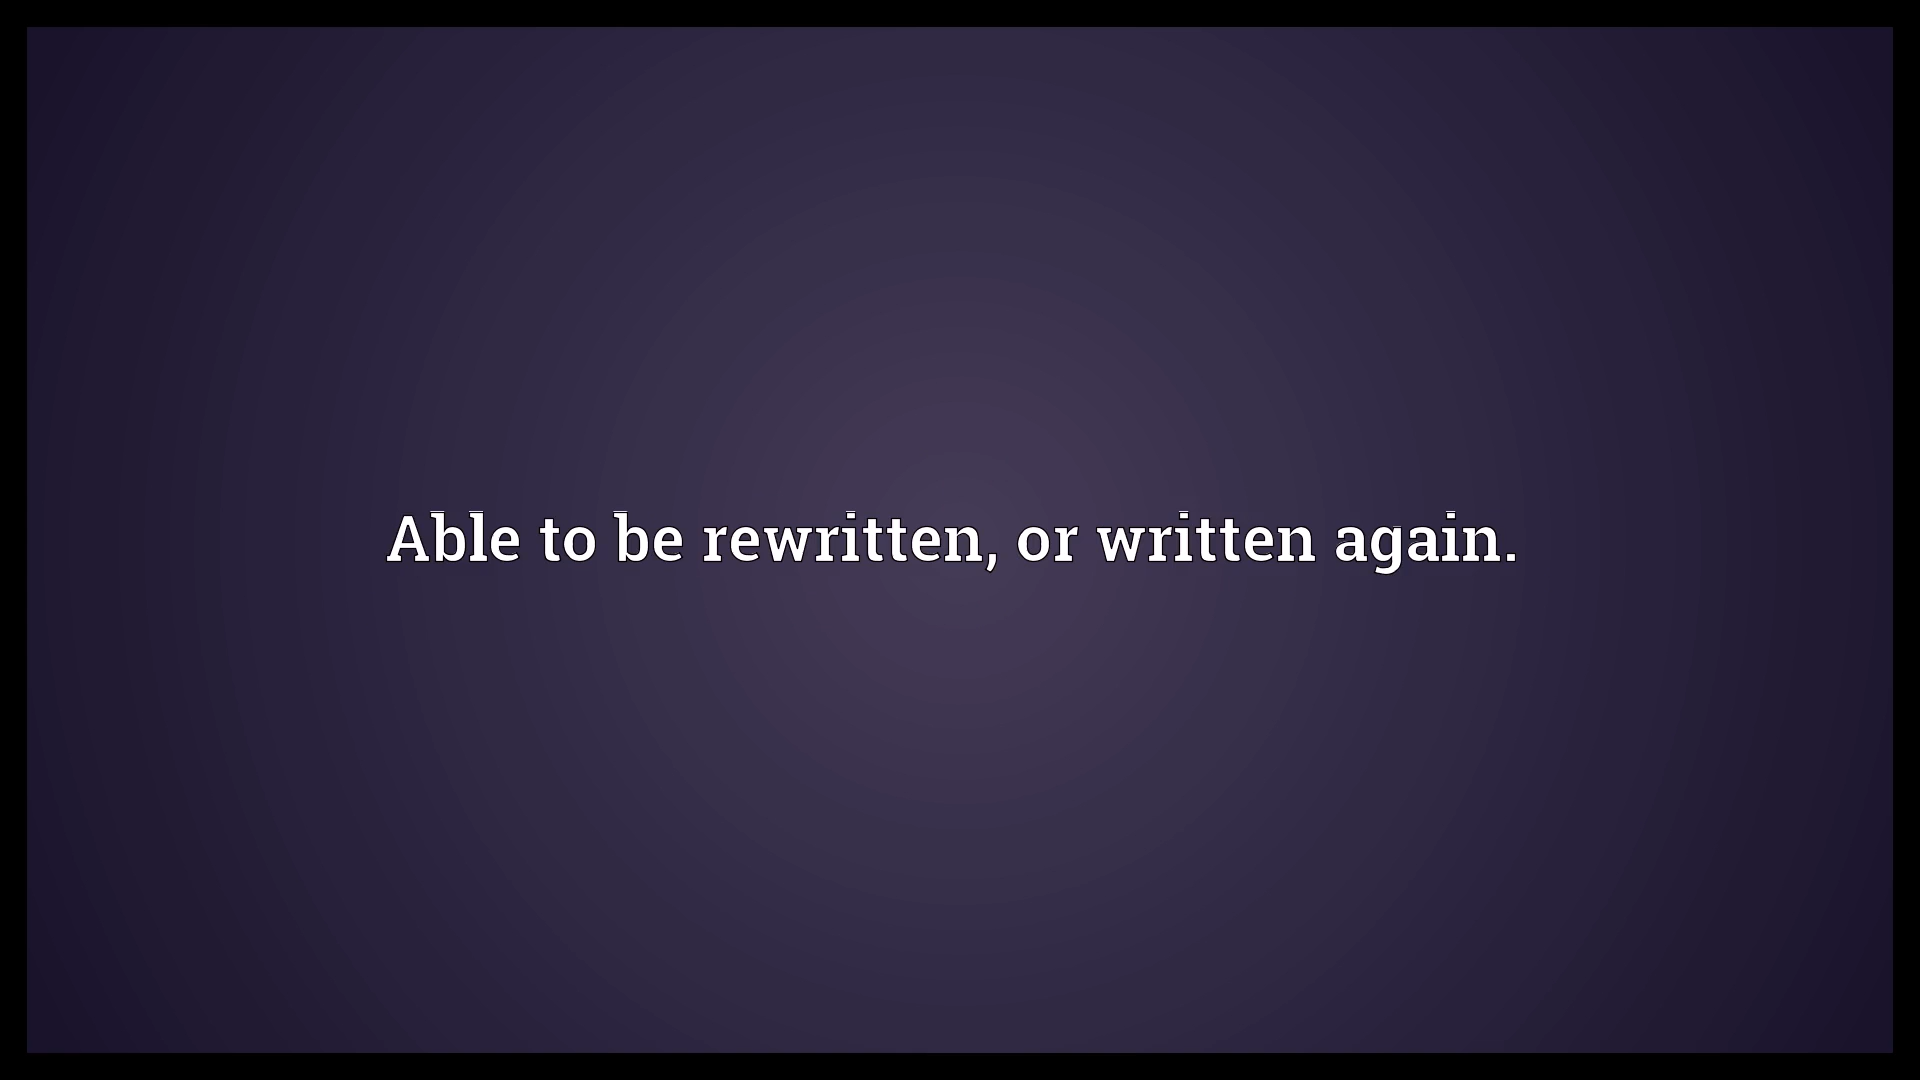 Able to be rewritten, or written again.